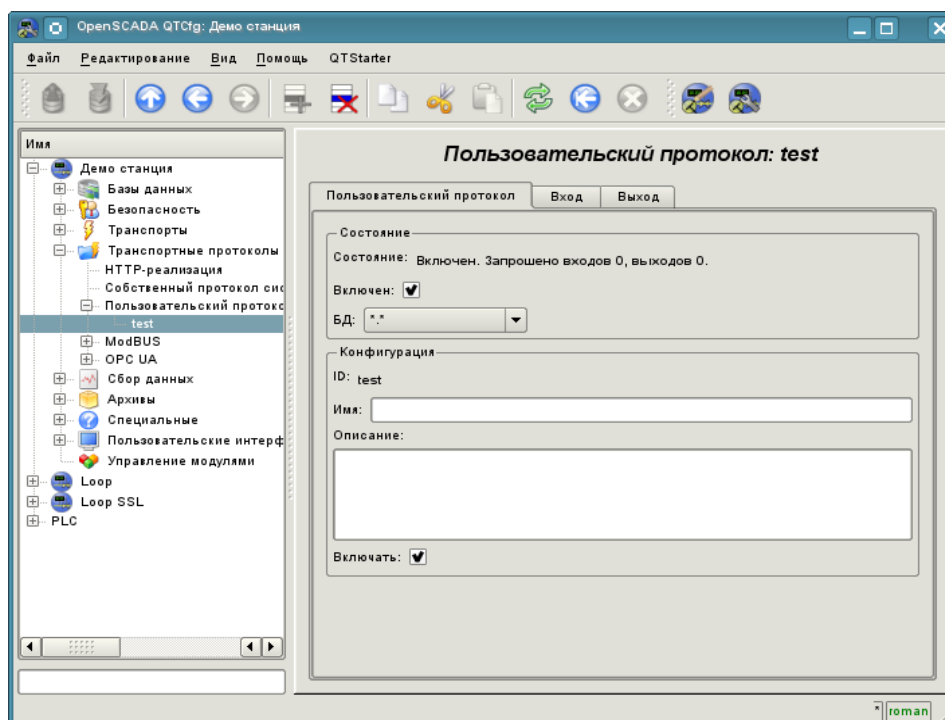 OpenSCADA QTCfg: Демо станция
Файл Редактирование Вид Помощь QTStarter
Имя
Демо станция
Базы данных
Безопасность
Транспорты
Транспортные протоколы
HTTP-реализация
Собственный протокол сис
Пользовательский протоко
test
ModBUS
OPC UA
Сбор данных
Архивы
Специальные
Пользовательские интерф
Управление модулями
Loop
Loop SSL
PLC
Пользовательский протокол: test
Пользовательский протокол Вход Выход
Состояние
Состояние: Включен. Запрошено входов 0, выходов 0.
Включен:
БД: *.*
Конфигурация
ID: test
Имя:
Описание:
Включать:
* roman